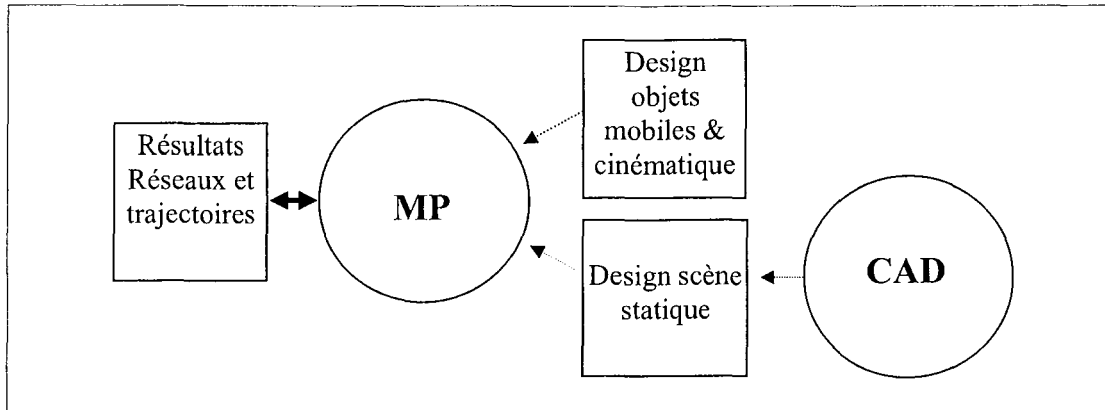 Résultats
Réseaux et
trajectoires
MP
Design
objets
mobiles &
cinématique
Design scène
statique
CAD